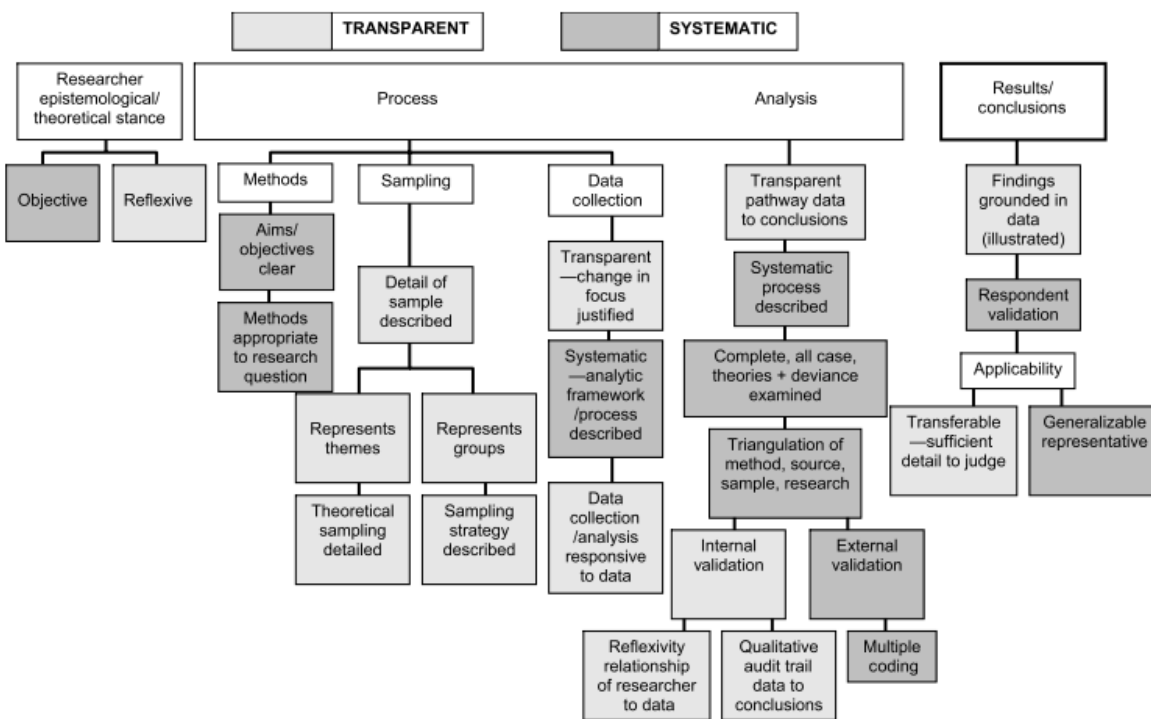 TRANSPARENT
SYSTEMATIC
Researcher
epistemological/
theoretical stance
Process
Analysis
Results/
conclusions
Objective
Reflexive
Methods
Sampling
Data
collection
Transparent
pathway data
to conclusions
Findings
grounded in
data
(illustrated)
Aims/
objectives
clear
Detail of
sample
described
Transparent
—change in
focus
justified
Systematic
process
described
Respondent
validation
Methods
appropriate
to research
question
Systematic
—analytic
framework
/process
described
Complete, all case,
theories + deviance
examined
Applicability
Represents
themes
Represents
groups
Transferable
—sufficient
detail to judge
Generalizable
representative
Triangulation of
method, source,
sample, research
Theoretical
sampling
detailed
Sampling
strategy
described
Data
collection
/analysis
responsive
to data
Internal
validation
External
validation
Reflexivity
relationship
of researcher
to data
Qualitative
audit trail
data to
conclusions
Multiple
coding